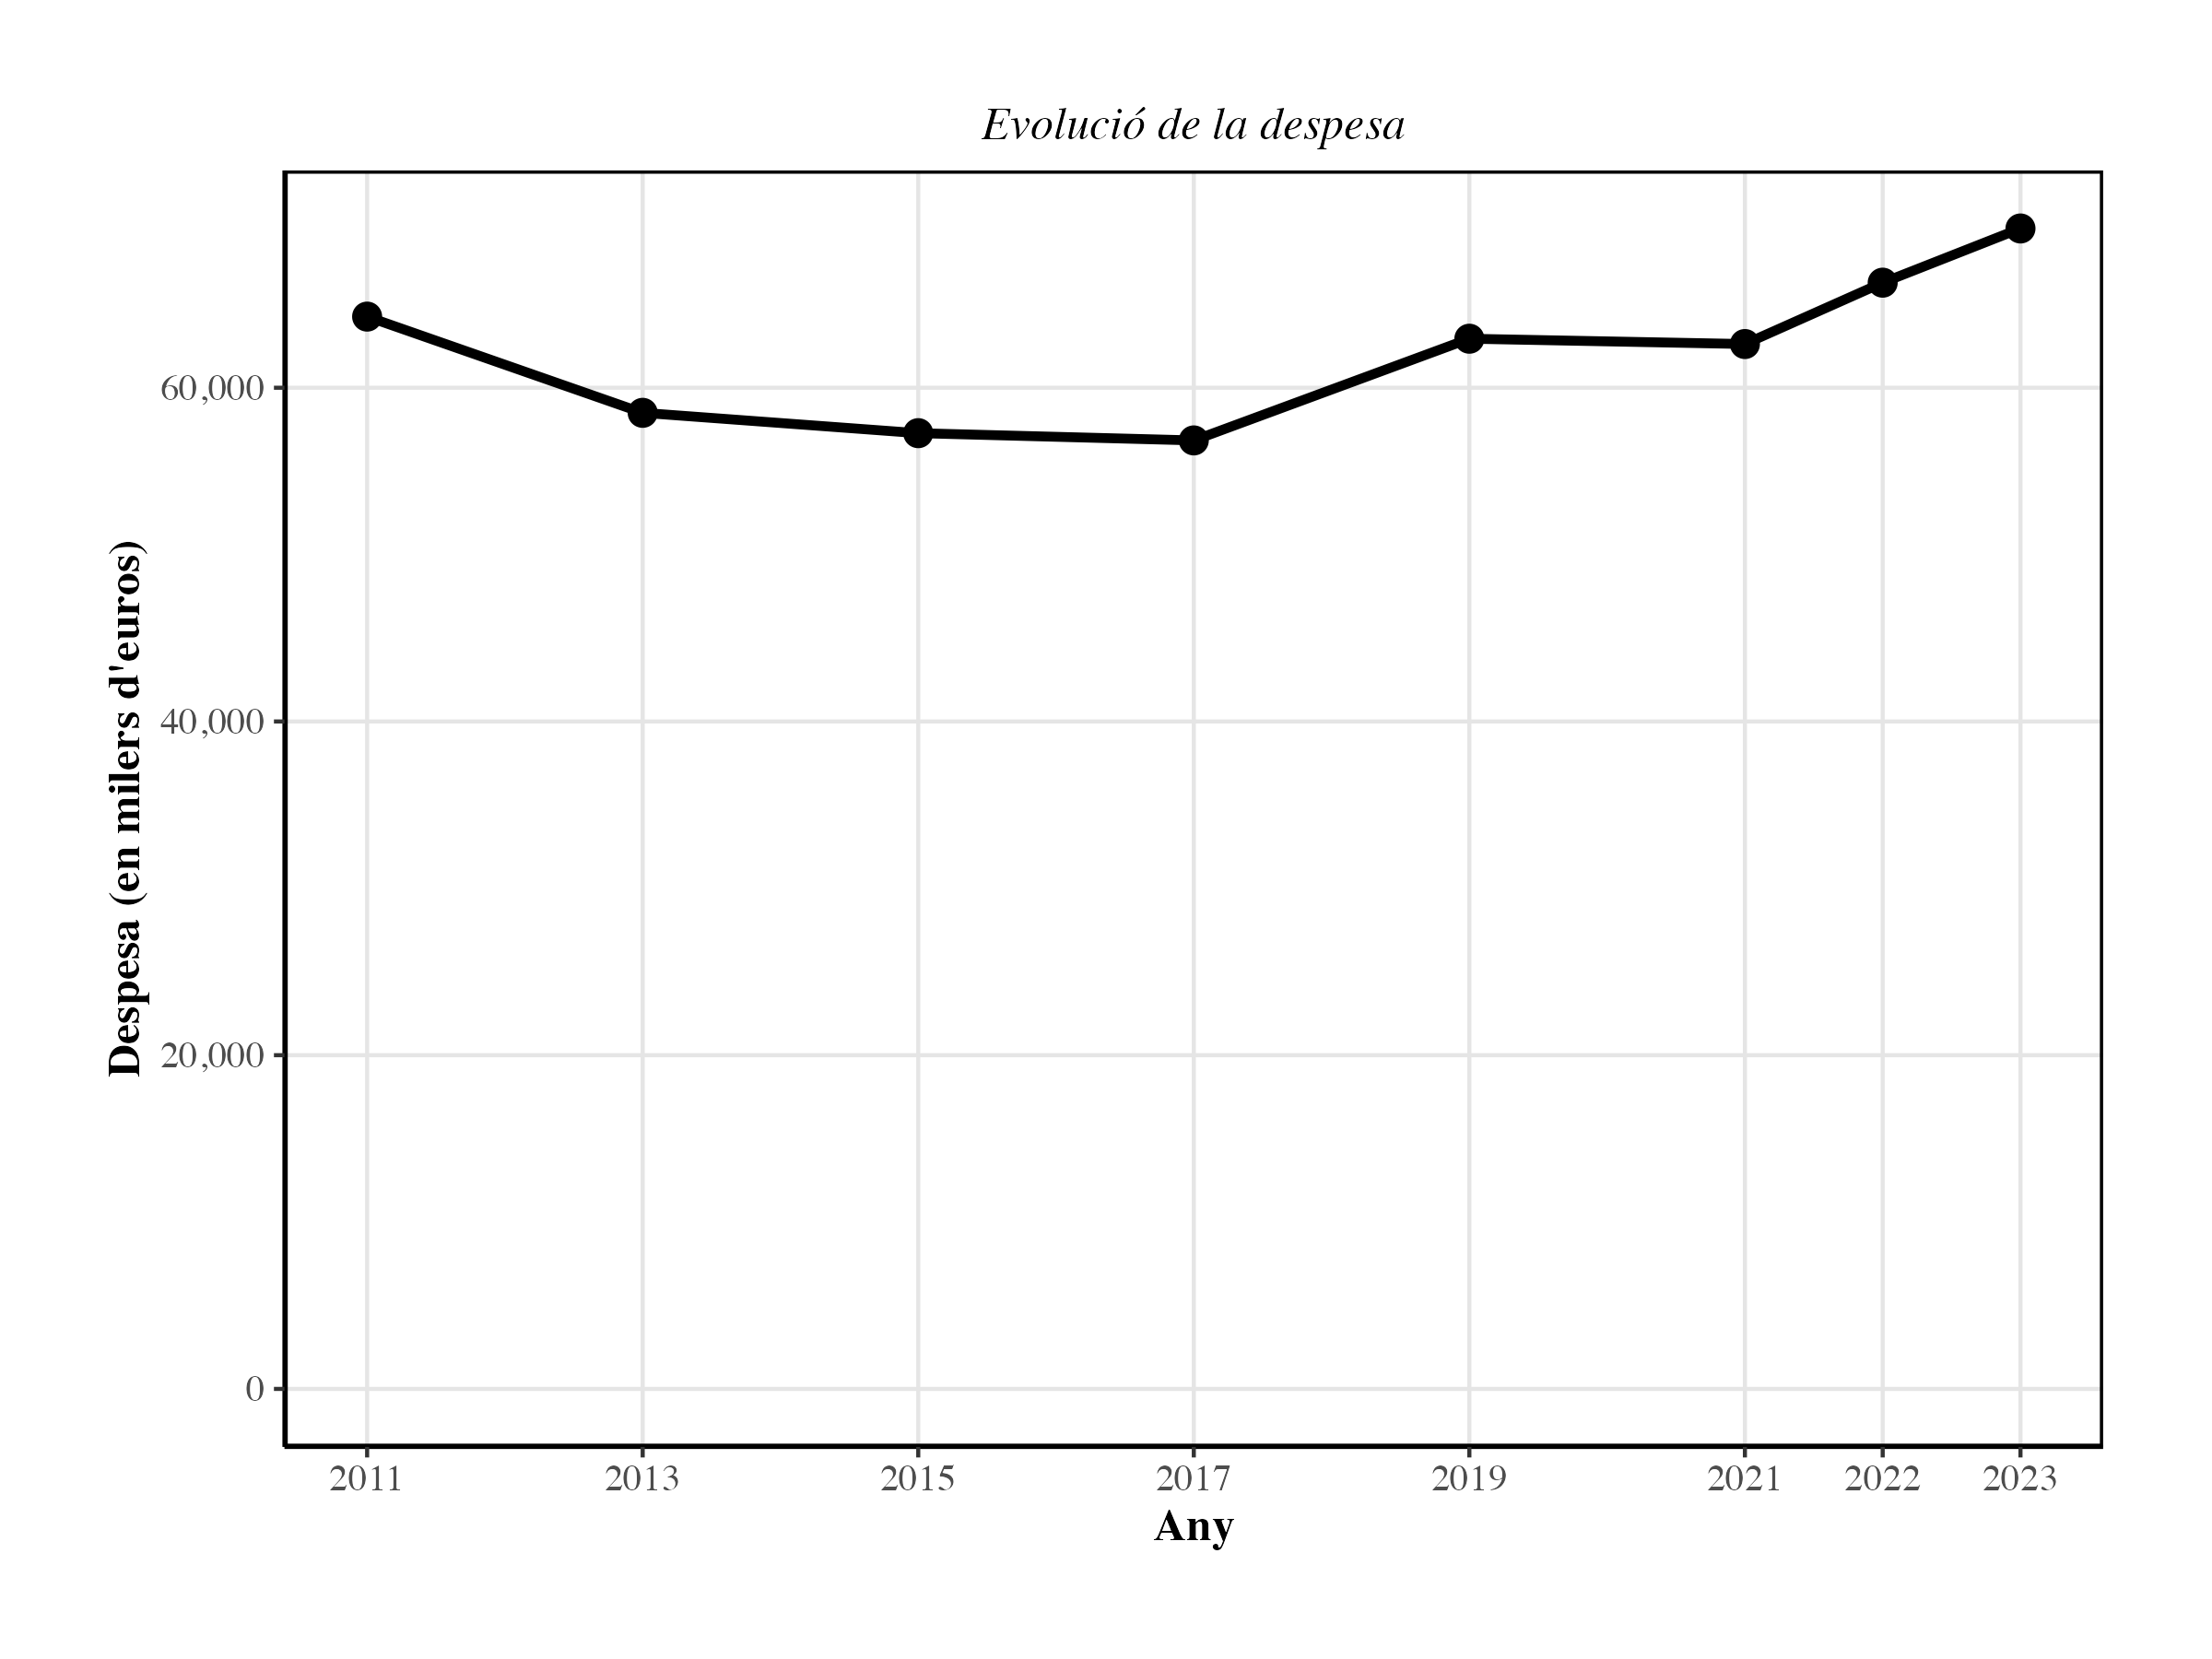 Evolució de la despesa
Despesa (en milers d'euros)
60,000
40,000
20,000
0
2011 2013 2015 2017 2019 2021 2022 2023
Any